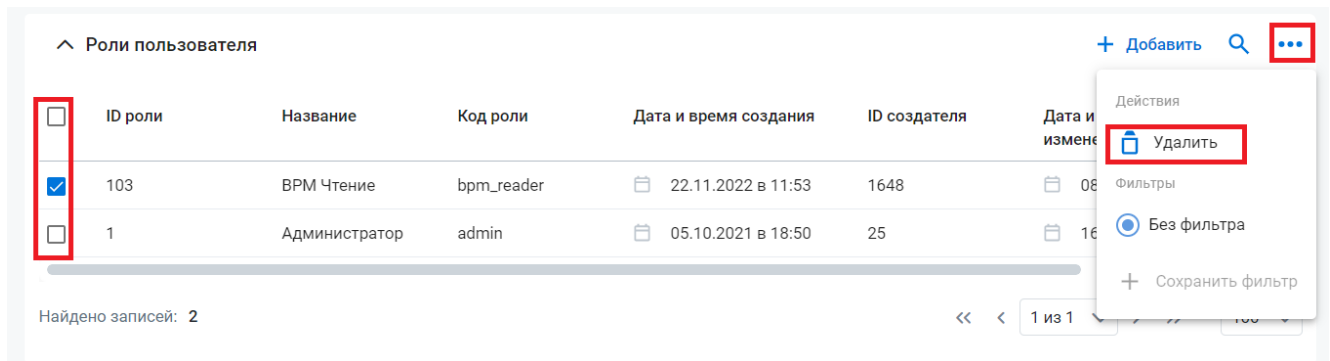 Роли пользователя
+ Добавить
ID роли Название Код роли Дата и время создания ID создателя Дата и
Действия
Удалить
103 BPM Чтение bpm_reader 22.11.2022 в 11:53 1648 08
Фильтры
1 Администратор admin 05.10.2021 в 18:50 25 16
Без фильтра
+ Сохранить фильтр
Найдено записей: 2
<< < 1 из 1